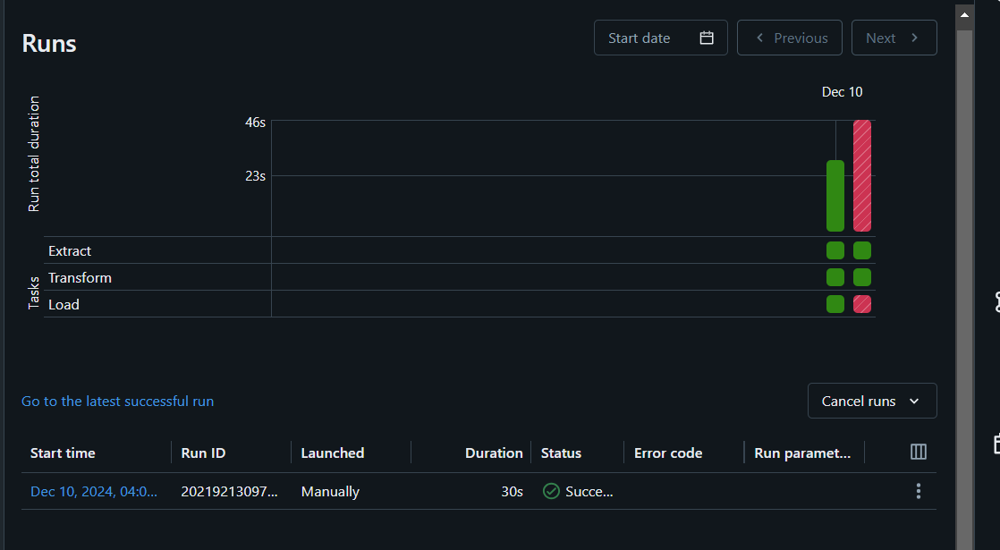 Runs
Start date
Previous
Next
Dec 10
Run total duration
46s
23s
Tasks
Extract
Transform
Load
Go to the latest successful run
Cancel runs
Start time Run ID Launched Duration Status Error code Run paramet...
Dec 10, 2024, 04:0... 20219213097... Manually 30s Succe...